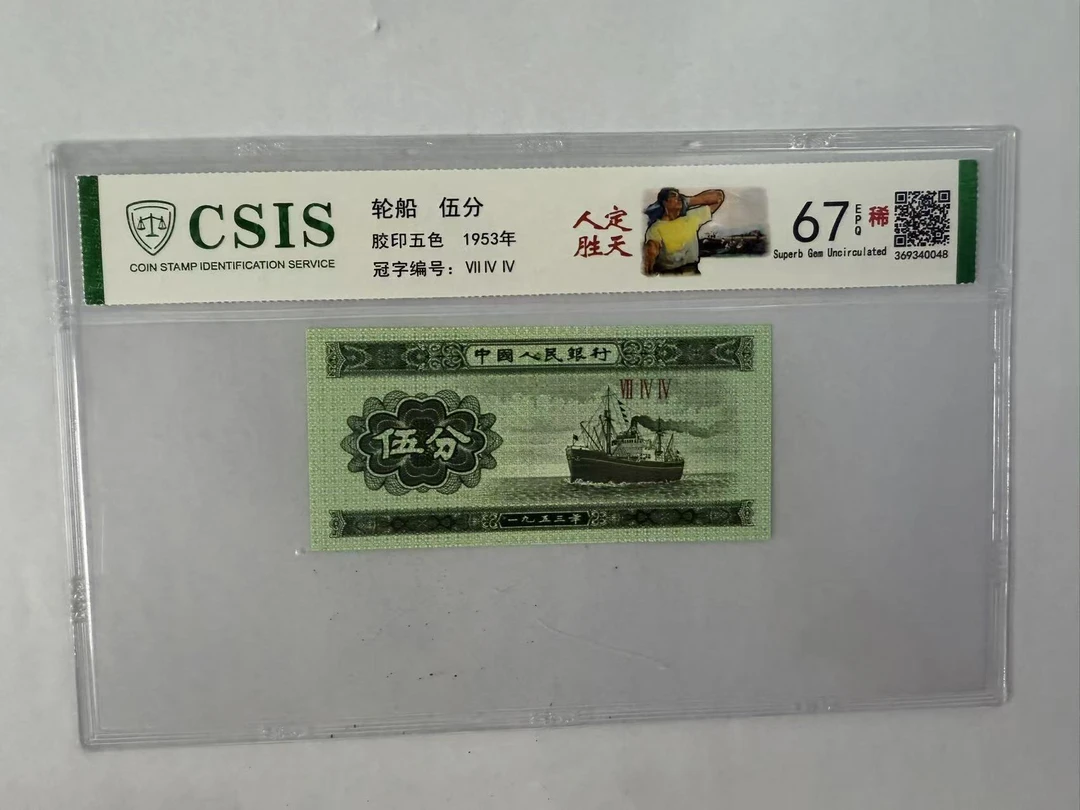 CSIS
COIN STAMP IDENTIFICATION SERVICE
轮船 伍分
胶印五色 1953年
冠字编号： Ⅶ Ⅳ Ⅳ
人定
胜天
67 EPQ 稀
Superb Gem Uncirculated
369340048
中國人民銀行
Ⅶ Ⅳ Ⅳ
伍分
一九五三年